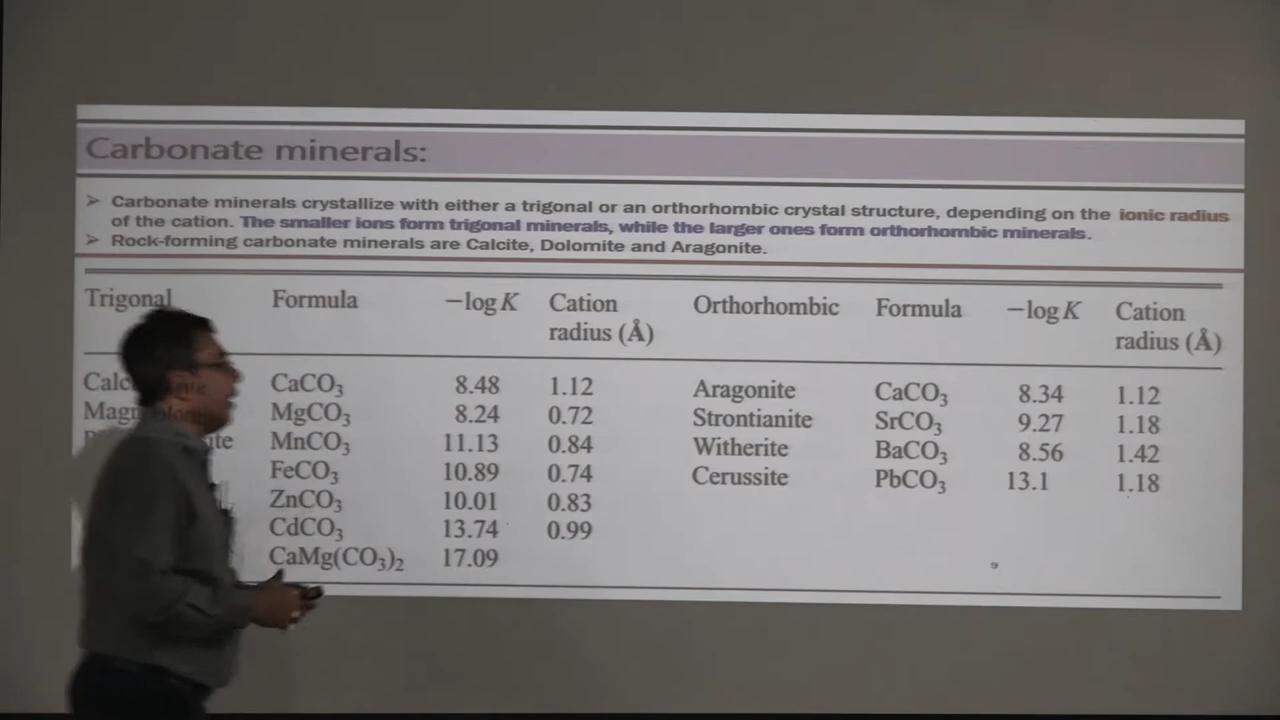 Carbonate minerals:
➢ Carbonate minerals crystallize with either a trigonal or an orthorhombic crystal structure, depending on the ionic radius
of the cation. The smaller ions form trigonal minerals, while the larger ones form orthorhombic minerals.
➢ Rock-forming carbonate minerals are Calcite, Dolomite and Aragonite.
Trigonal Formula −log K Cation radius (Å) Orthorhombic Formula −log K Cation radius (Å)
CaCO₃ 8.48 1.12 Aragonite CaCO₃ 8.34 1.12
MgCO₃ 8.24 0.72 Strontianite SrCO₃ 9.27 1.18
MnCO₃ 11.13 0.84 Witherite BaCO₃ 8.56 1.42
FeCO₃ 10.89 0.74 Cerussite PbCO₃ 13.1 1.18
ZnCO₃ 10.01 0.83
CdCO₃ 13.74 0.99
CaMg(CO₃)₂ 17.09
9